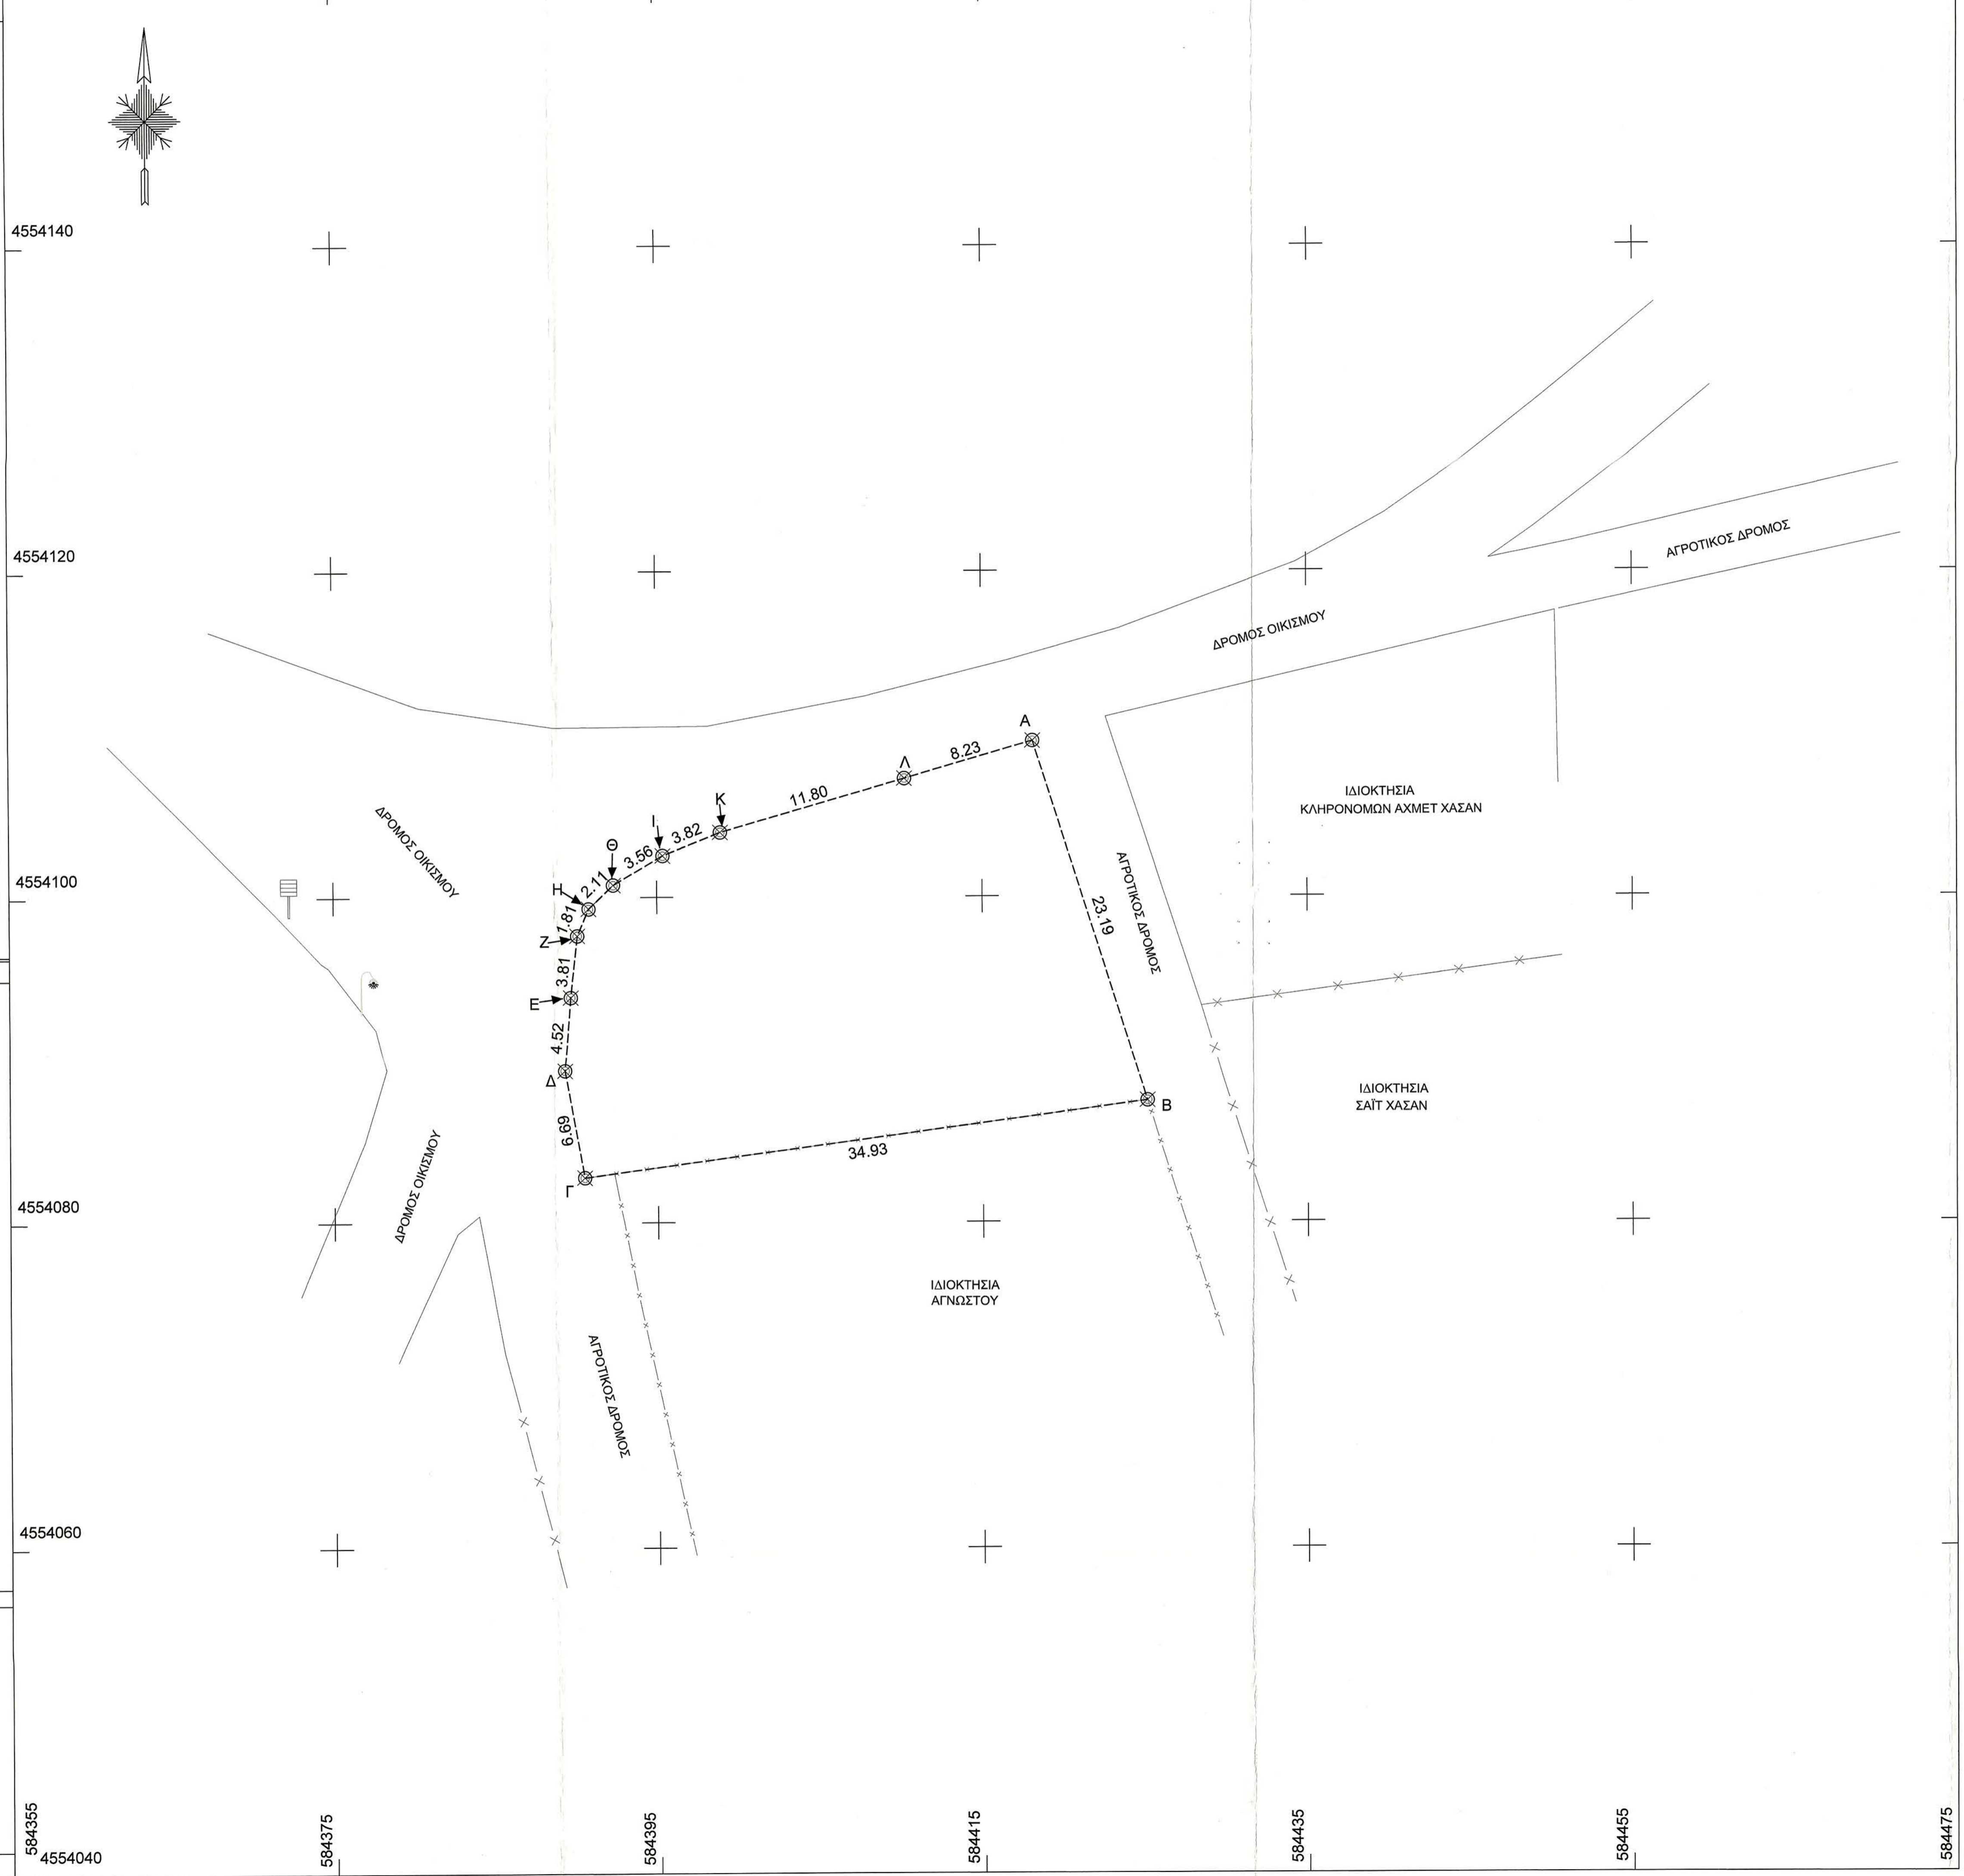 4554140
4554120
ΑΓΡΟΤΙΚΟΣ ΔΡΟΜΟΣ
ΔΡΟΜΟΣ ΟΙΚΙΣΜΟΥ
Α
8.23
Λ
11.80
Κ
3.82
Ι
3.56
Θ
2.11
Η
1.81
Ζ
3.81
Ε
4.52
Δ
6.69
Γ
34.93
Β
23.19
ΑΓΡΟΤΙΚΟΣ ΔΡΟΜΟΣ
ΙΔΙΟΚΤΗΣΙΑ
ΚΛΗΡΟΝΟΜΩΝ ΑΧΜΕΤ ΧΑΣΑΝ
ΔΡΟΜΟΣ ΟΙΚΙΣΜΟΥ
4554100
ΙΔΙΟΚΤΗΣΙΑ
ΣΑΪΤ ΧΑΣΑΝ
ΔΡΟΜΟΣ ΟΙΚΙΣΜΟΥ
4554080
ΙΔΙΟΚΤΗΣΙΑ
ΑΓΝΩΣΤΟΥ
ΑΓΡΟΤΙΚΟΣ ΔΡΟΜΟΣ
4554060
4554040
584355
584375
584395
584415
584435
584455
584475